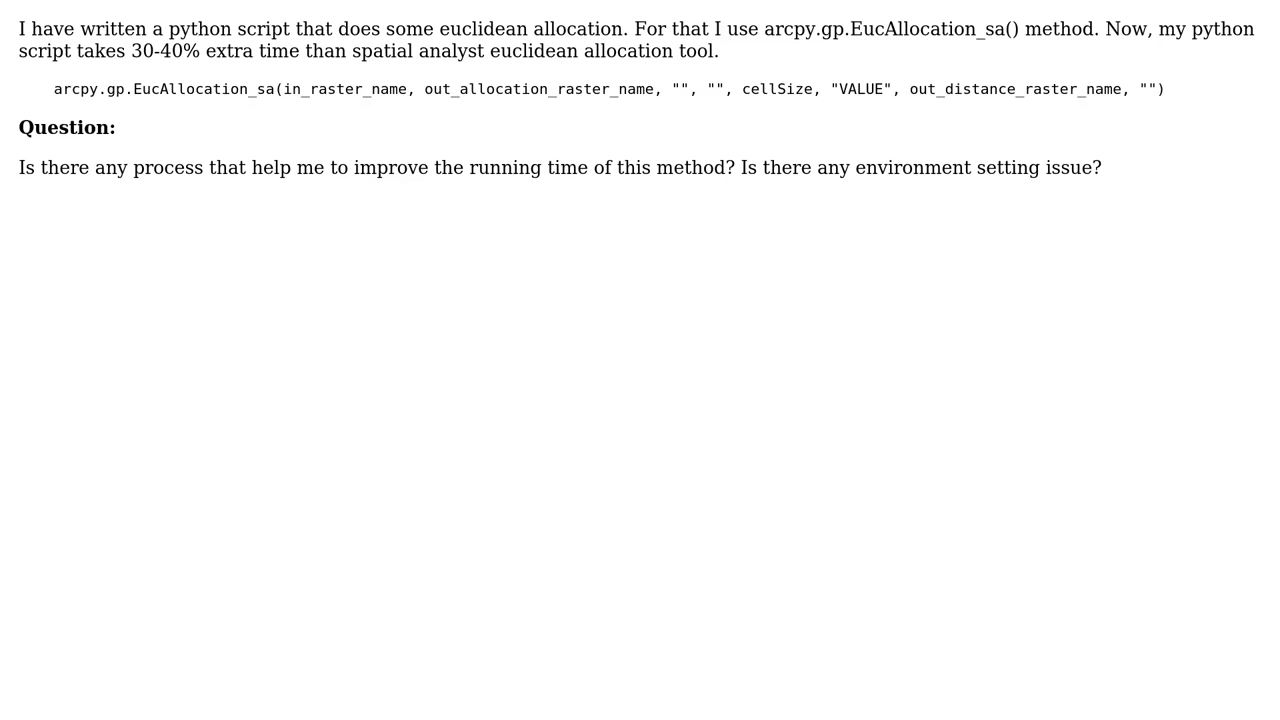 I have written a python script that does some euclidean allocation. For that I use arcpy.gp.EucAllocation_sa() method. Now, my python
script takes 30-40% extra time than spatial analyst euclidean allocation tool.
arcpy.gp.EucAllocation_sa(in_raster_name, out_allocation_raster_name, "", "", cellSize, "VALUE", out_distance_raster_name, "")
Question:
Is there any process that help me to improve the running time of this method? Is there any environment setting issue?